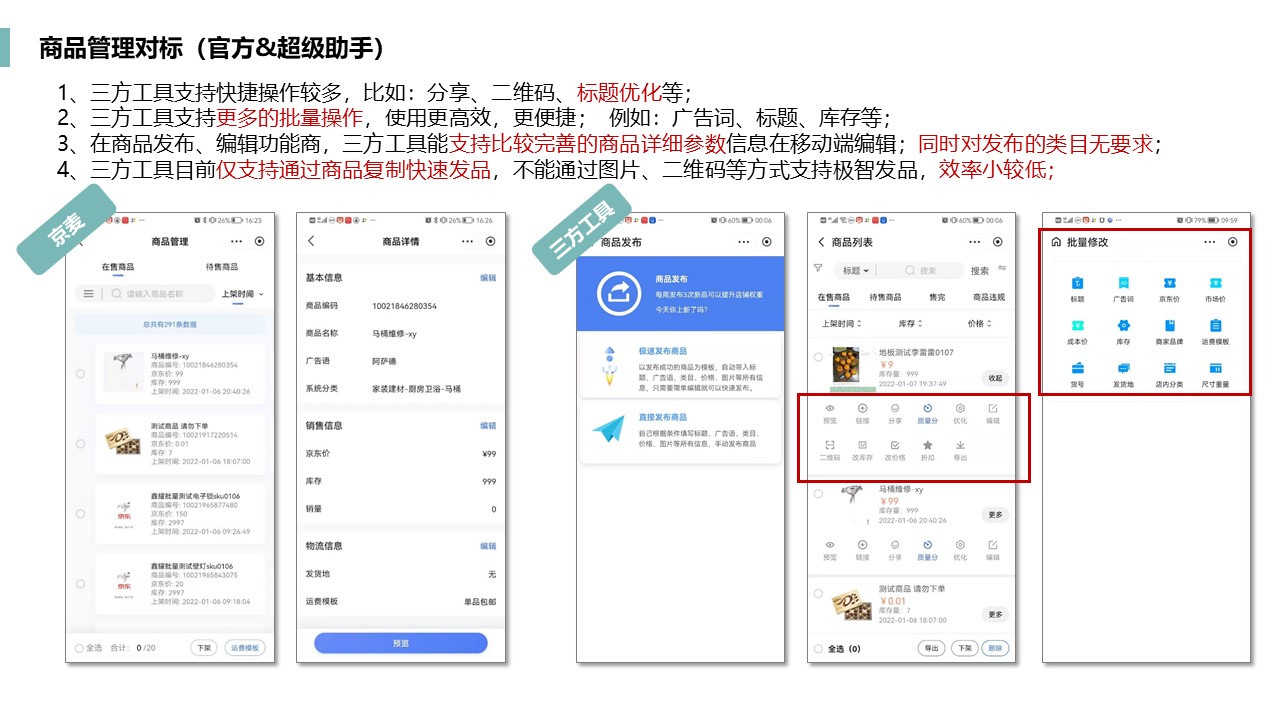 商品管理对标（官方&超级助手）
1、三方工具支持快捷操作较多，比如：分享、二维码、标题优化等；
2、三方工具支持更多的批量操作，使用更高效，更便捷； 例如：广告词、标题、库存等；
3、在商品发布、编辑功能商，三方工具能支持比较完善的商品详细参数信息在移动端编辑；同时对发布的类目无要求；
4、三方工具目前仅支持通过商品复制快速发品，不能通过图片、二维码等方式支持极智发品，效率小较低；
京麦
26% 16:23
商品管理
在售商品 待售商品
请输入商品名称 上架时间
总共有291条数据
马桶维修-xy
商品编号: 10021846280354
京东价: 99
库存: 999
上架时间: 2022-01-06 20:40:26
测试商品 请勿下单
商品编号: 10021917220514
京东价: 0.01
库存: 7
上架时间: 2022-01-06 18:07:00
鑫耀批量测试电子锁sku0106
商品编号: 10021965877480
京东价: 150
库存: 2997
上架时间: 2022-01-06 09:26:49
京东
鑫耀批量测试壁灯sku0106
商品编号: 10021965843075
京东价: 20
库存: 2997
上架时间: 2022-01-06 09:18:04
京东
全选 合计: 0 /20 下架 运费模板
26% 16:26
商品详情
基本信息 编辑
商品编码 10021846280354
商品名称 马桶维修-xy
广告语 阿萨德
系统分类 家装建材-厨房卫浴-马桶
销售信息 编辑
京东价 ¥99
库存 999
销量 0
物流信息 编辑
发货地 无
运费模板 单品包邮
预览
三方工具
60% 00:06
商品发布
商品发布
每周发布3次新品可以提升店铺权重
今天你上新了吗?
极速发布商品
以发布成功的商品为模板，自动带入标
题、广告语、类目、价格、图片等所有信
息，只需要简单编辑就可以快速发布。
直接发布商品
自己根据条件填写标题、广告语、类目、
价格、图片等所有信息，手动发布商品
60% 00:06
商品列表
标题 搜索 搜索
在售商品 待售商品 售完 商品违规
上架时间 库存 价格
地板测试李雷雷0107
¥9
库存量: 999
2022-01-07 19:37:49
收起
预览 链接 分享 质量分 优化 编辑
二维码 改库存 改价格 折扣 导出
马桶维修-xy
¥99
库存量: 999
2022-01-06 20:40:26
更多
预览 链接 分享 质量分 优化 编辑
测试商品 请勿下单
¥0.01
库存量: 7
2022-01-06 18:07:00
更多
全选（0） 导出 下架 删除
79% 09:59
批量修改
标题 广告词 京东价 市场价
成本价 库存 商家品牌 运费模板
货号 发货地 店内分类 尺寸重量